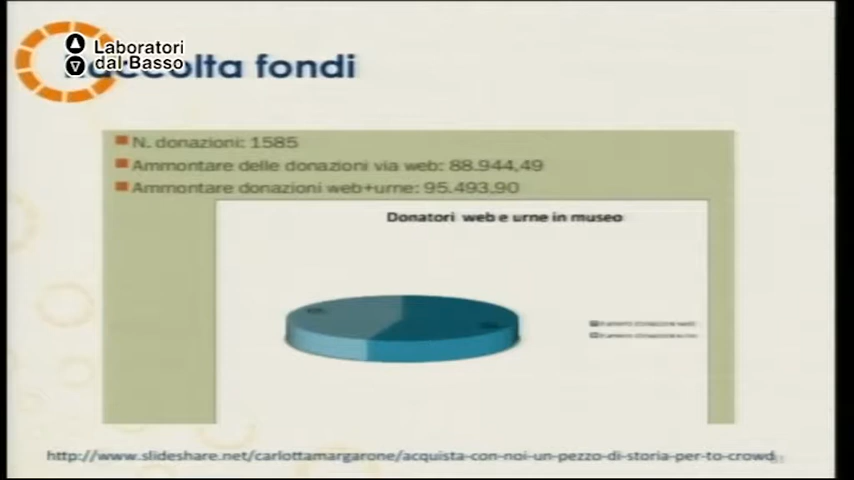 Laboratori
dal Basso
Raccolta fondi
N. donazioni: 1585
Ammontare delle donazioni via web: 88.944,49
Ammontare donazioni web+urne: 95.493,90
Donatori web e urne in museo
http://www.slideshare.net/carlottamargarone/acquista-con-noi-un-pezzo-di-storia-per-to-crowd